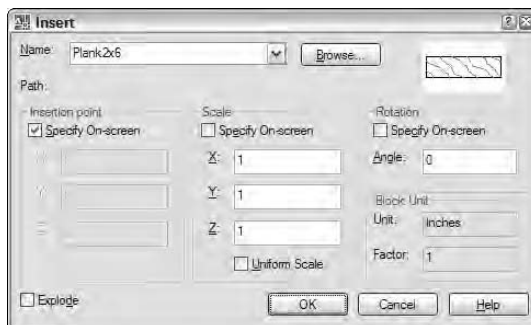 Insert
Name: Plank2x6 Browse...
Path:
Insertion point Scale Rotation
Specify On-screen Specify On-screen Specify On-screen
X: 1 Angle: 0
Y: 1 Block Unit
Z: 1 Unit: Inches
Uniform Scale Factor: 1
Explode OK Cancel Help